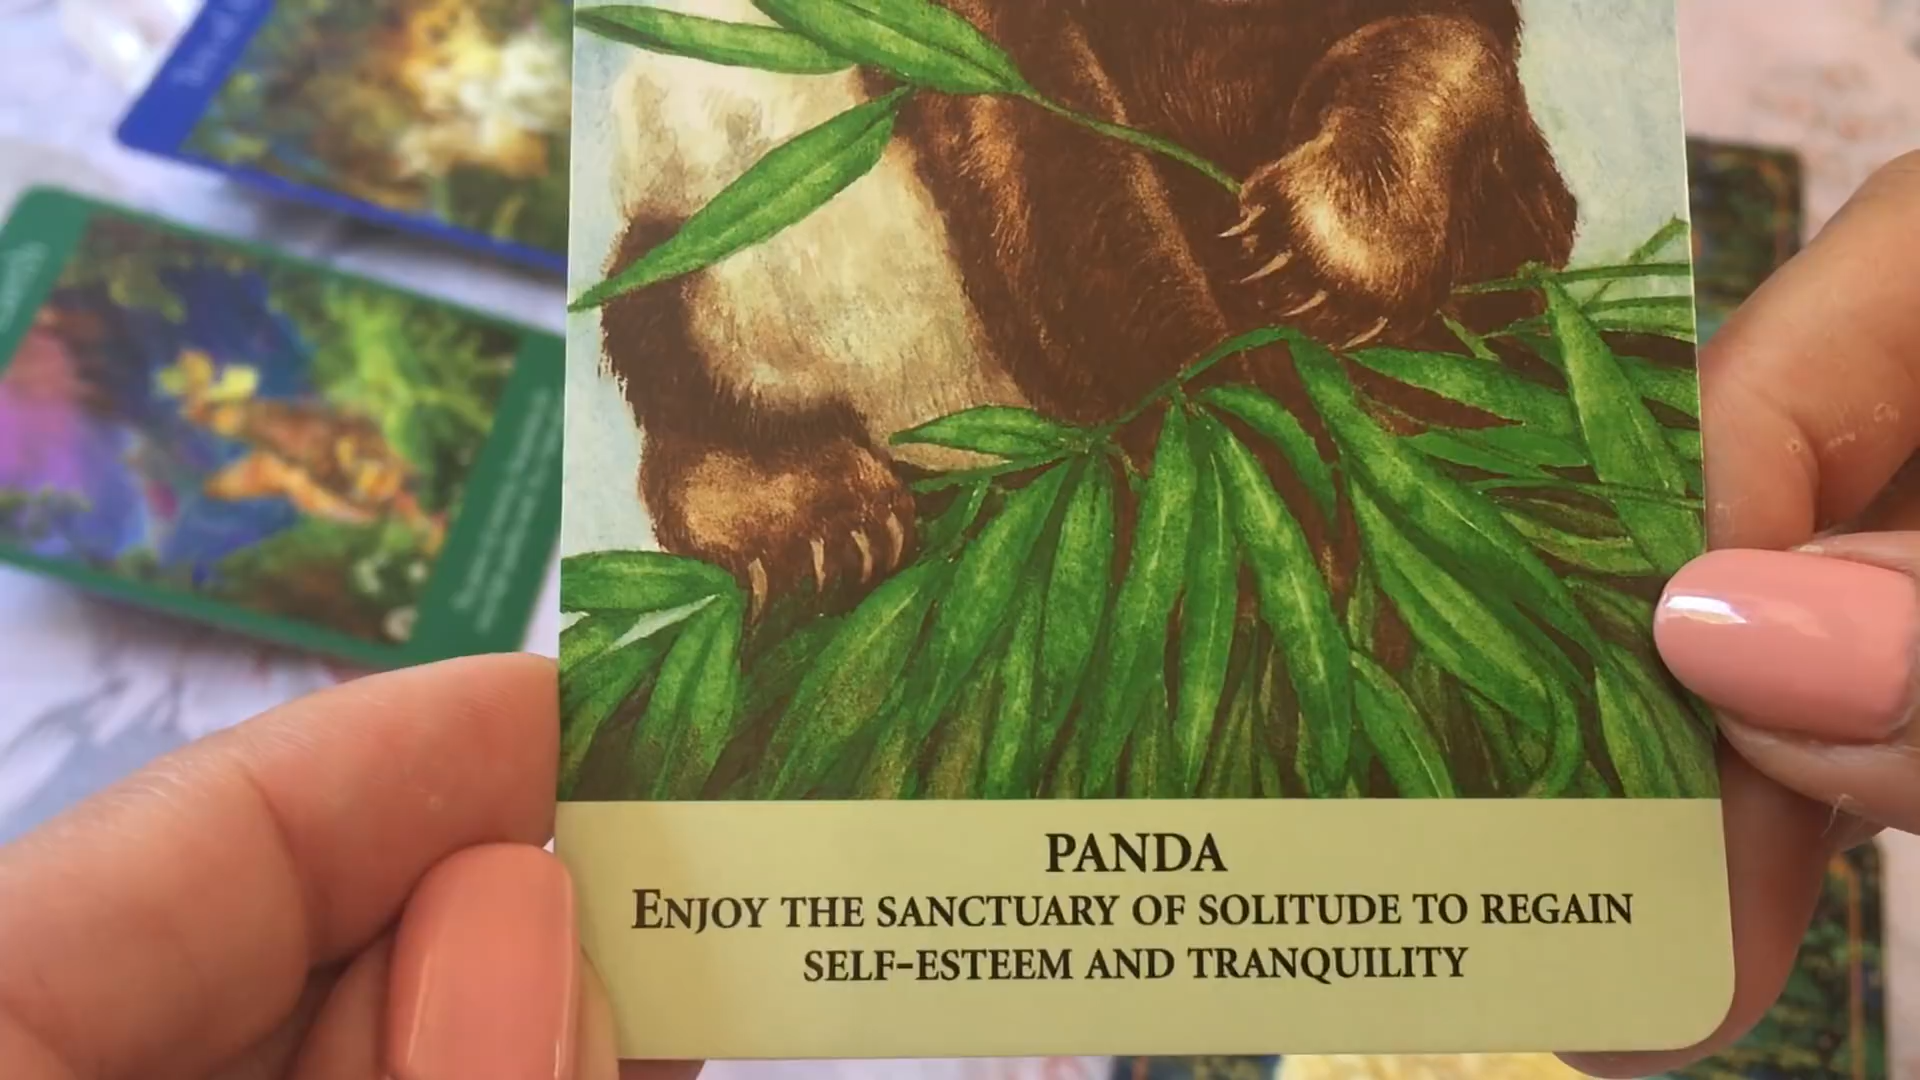 PANDA
ENJOY THE SANCTUARY OF SOLITUDE TO REGAIN
SELF-ESTEEM AND TRANQUILITY